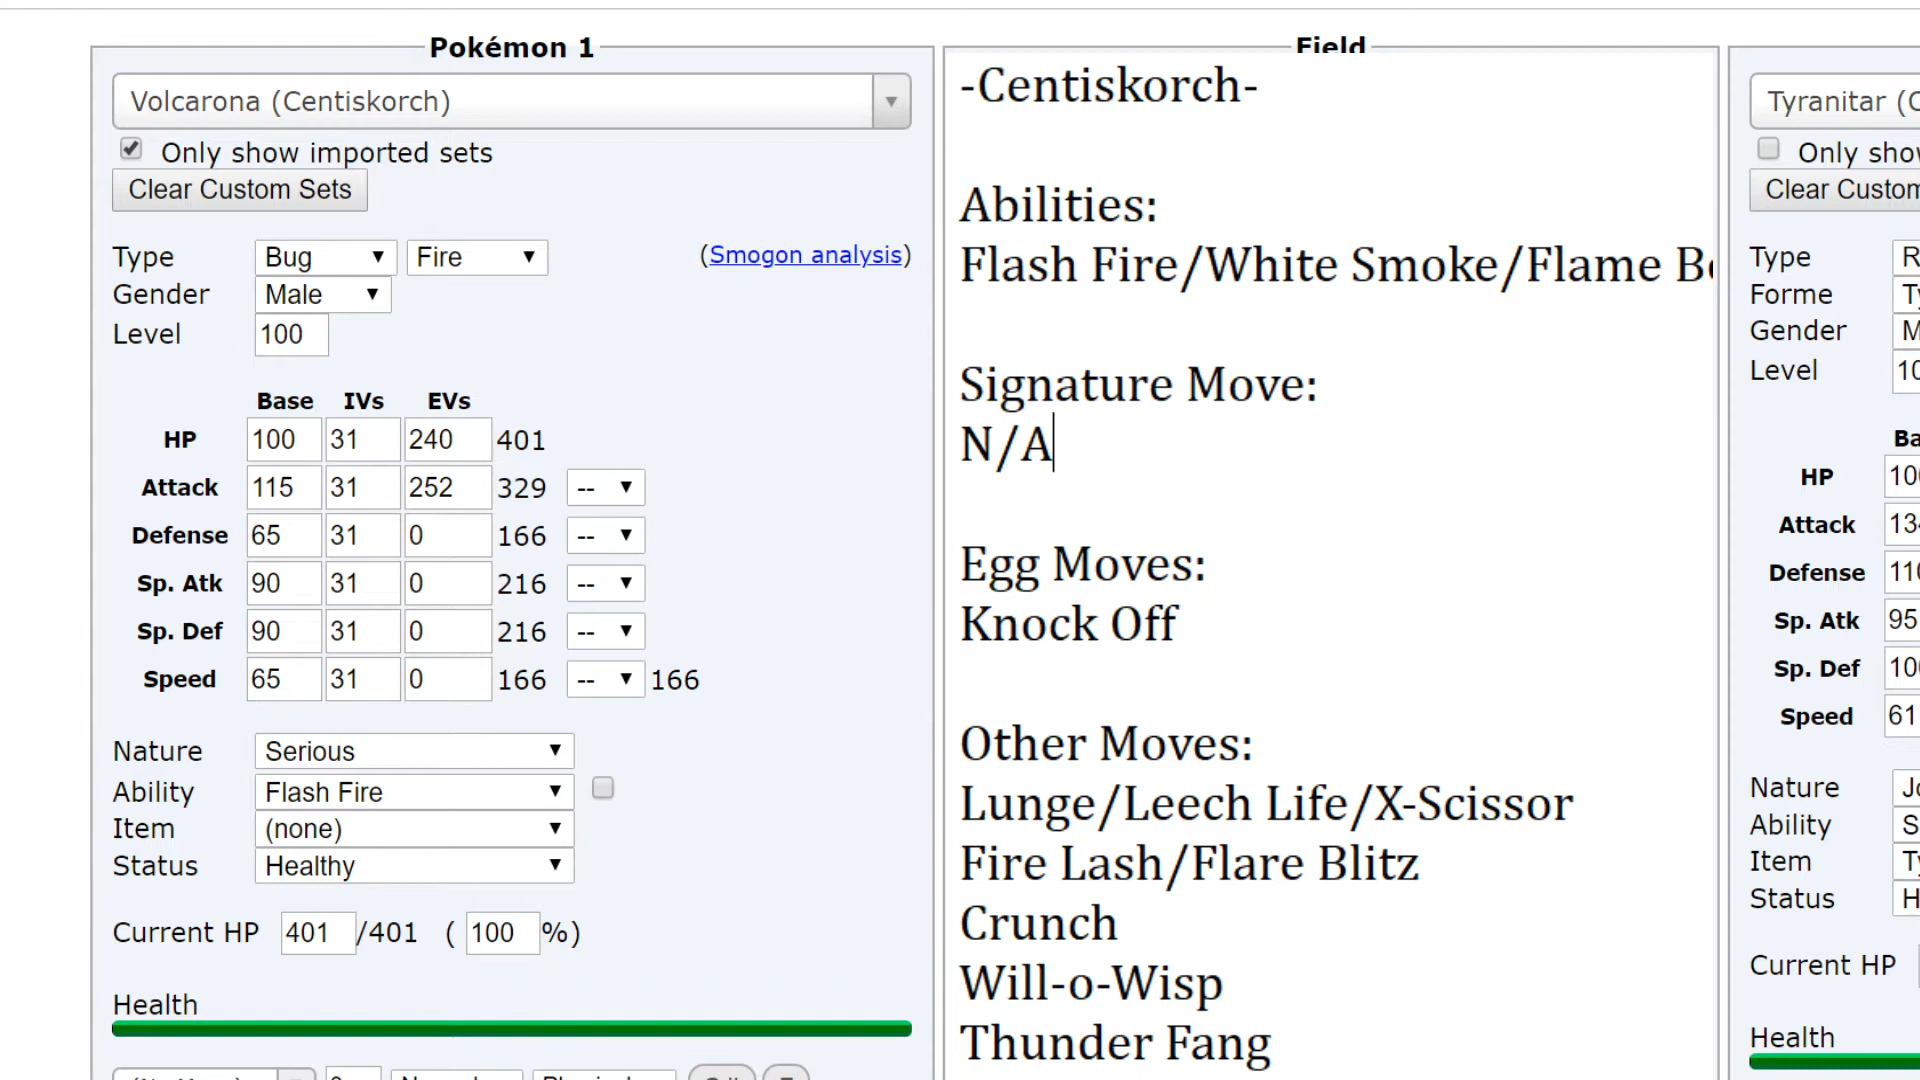 Pokémon 1
Volcarona (Centiskorch)
Only show imported sets
Clear Custom Sets
Type Bug Fire (Smogon analysis)
Gender Male
Level 100
Base IVs EVs
HP 100 31 240 401
Attack 115 31 252 329 --
Defense 65 31 0 166 --
Sp. Atk 90 31 0 216 --
Sp. Def 90 31 0 216 --
Speed 65 31 0 166 -- 166
Nature Serious
Ability Flash Fire
Item (none)
Status Healthy
Current HP 401 /401 ( 100 %)
Health
Field
-Centiskorch-
Abilities:
Flash Fire/White Smoke/Flame
Signature Move:
N/A
Egg Moves:
Knock Off
Other Moves:
Lunge/Leech Life/X-Scissor
Fire Lash/Flare Blitz
Crunch
Will-o-Wisp
Thunder Fang
Tyranitar
Only
Clear
Type
Forme
Gender
Level
HP
Attack
Defense
Sp. Atk 95
Sp. Def
Speed 61
Nature
Ability
Item
Status
Current HP
Health